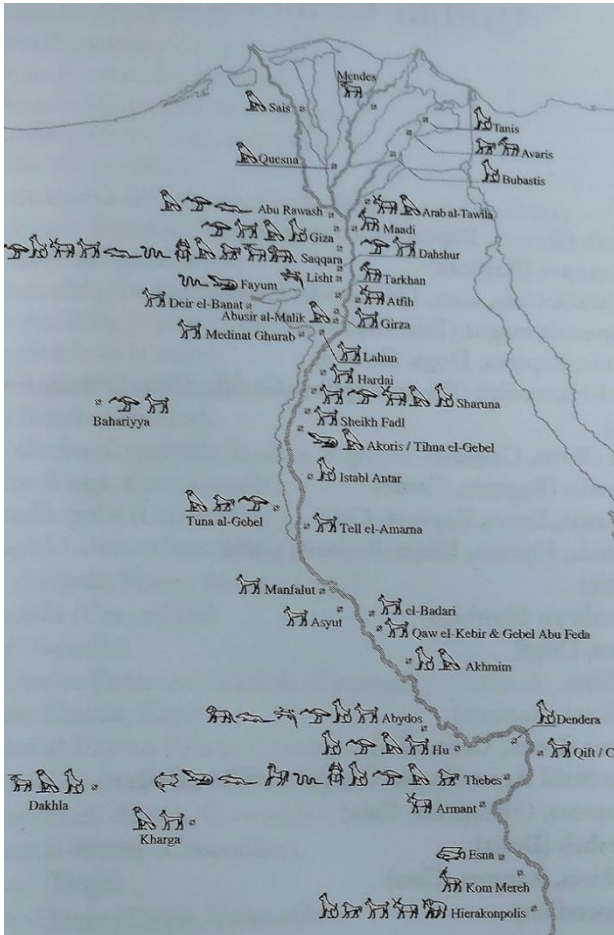 Mendes
Sais
Tanis
Avaris
Quesna
Bubastis
Abu Rawash
Arab al-Tawila
Giza
Maadi
Saqqara
Dahshur
Fayum
Lisht
Tarkhan
Deir el-Banat
Atfih
Abusir al-Malik
Girza
Medinat Ghurab
Lahun
Hardai
Sharuna
Bahariyya
Sheikh Fadl
Akoris / Tihna el-Gebel
Istabl Antar
Tuna al-Gebel
Tell el-Amarna
Manfalut
el-Badari
Asyut
Qaw el-Kebir & Gebel Abu Feda
Akhmim
Abydos
Dendera
Hu
Qift / C
Thebes
Dakhla
Armant
Kharga
Esna
Kom Mereh
Hierakonpolis